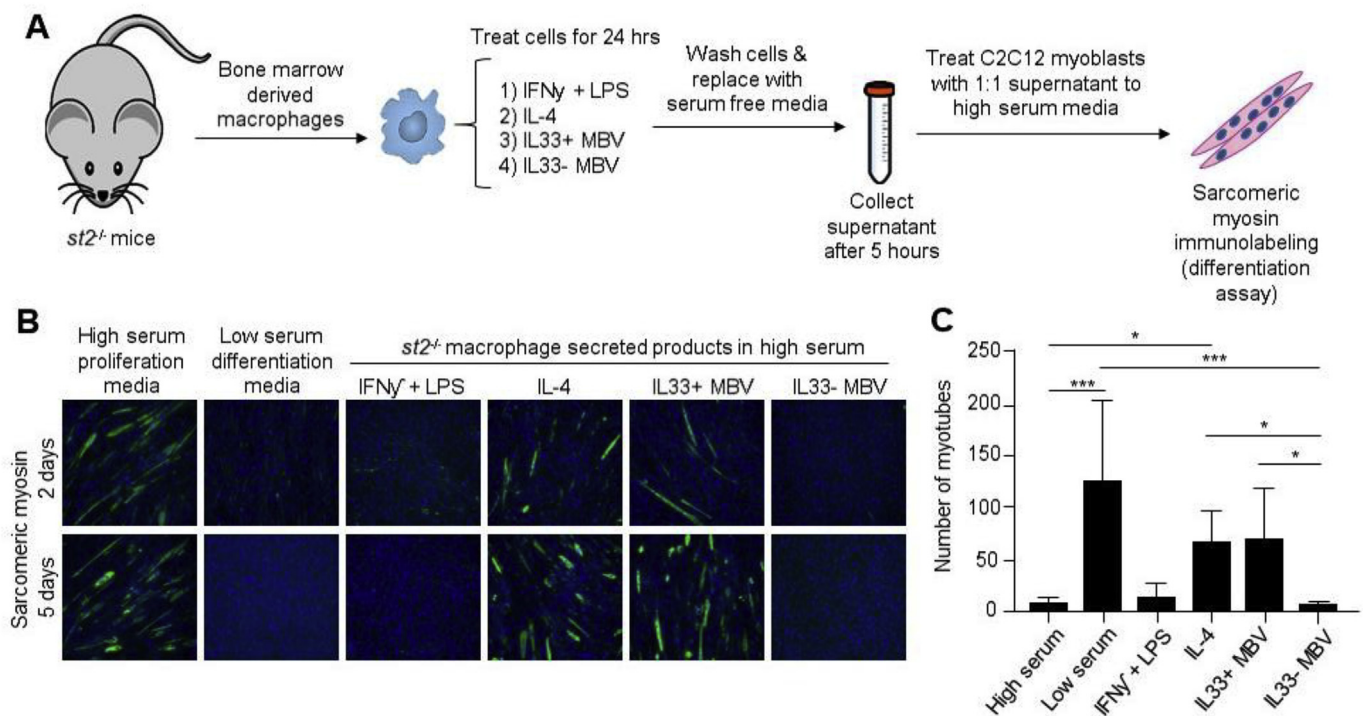 A
Bone marrow
derived
macrophages
st2-/- mice
Treat cells for 24 hrs
1) IFNγ + LPS
2) IL-4
3) IL33+ MBV
4) IL33- MBV
Wash cells &
replace with
serum free media
Collect
supernatant
after 5 hours
Treat C2C12 myoblasts
with 1:1 supernatant to
high serum media
Sarcomeric
myosin
immunolabeling
(differentiation
assay)
B
High serum
proliferation
media
Low serum
differentiation
media
st2-/- macrophage secreted products in high serum
IFNγ + LPS
IL-4
IL33+ MBV
IL33- MBV
Sarcomeric myosin
2 days
5 days
C
Number of myotubes
250
200
150
100
50
0
*
***
***
*
*
High serum
Low serum
IFNγ + LPS
IL-4
IL33+ MBV
IL33- MBV